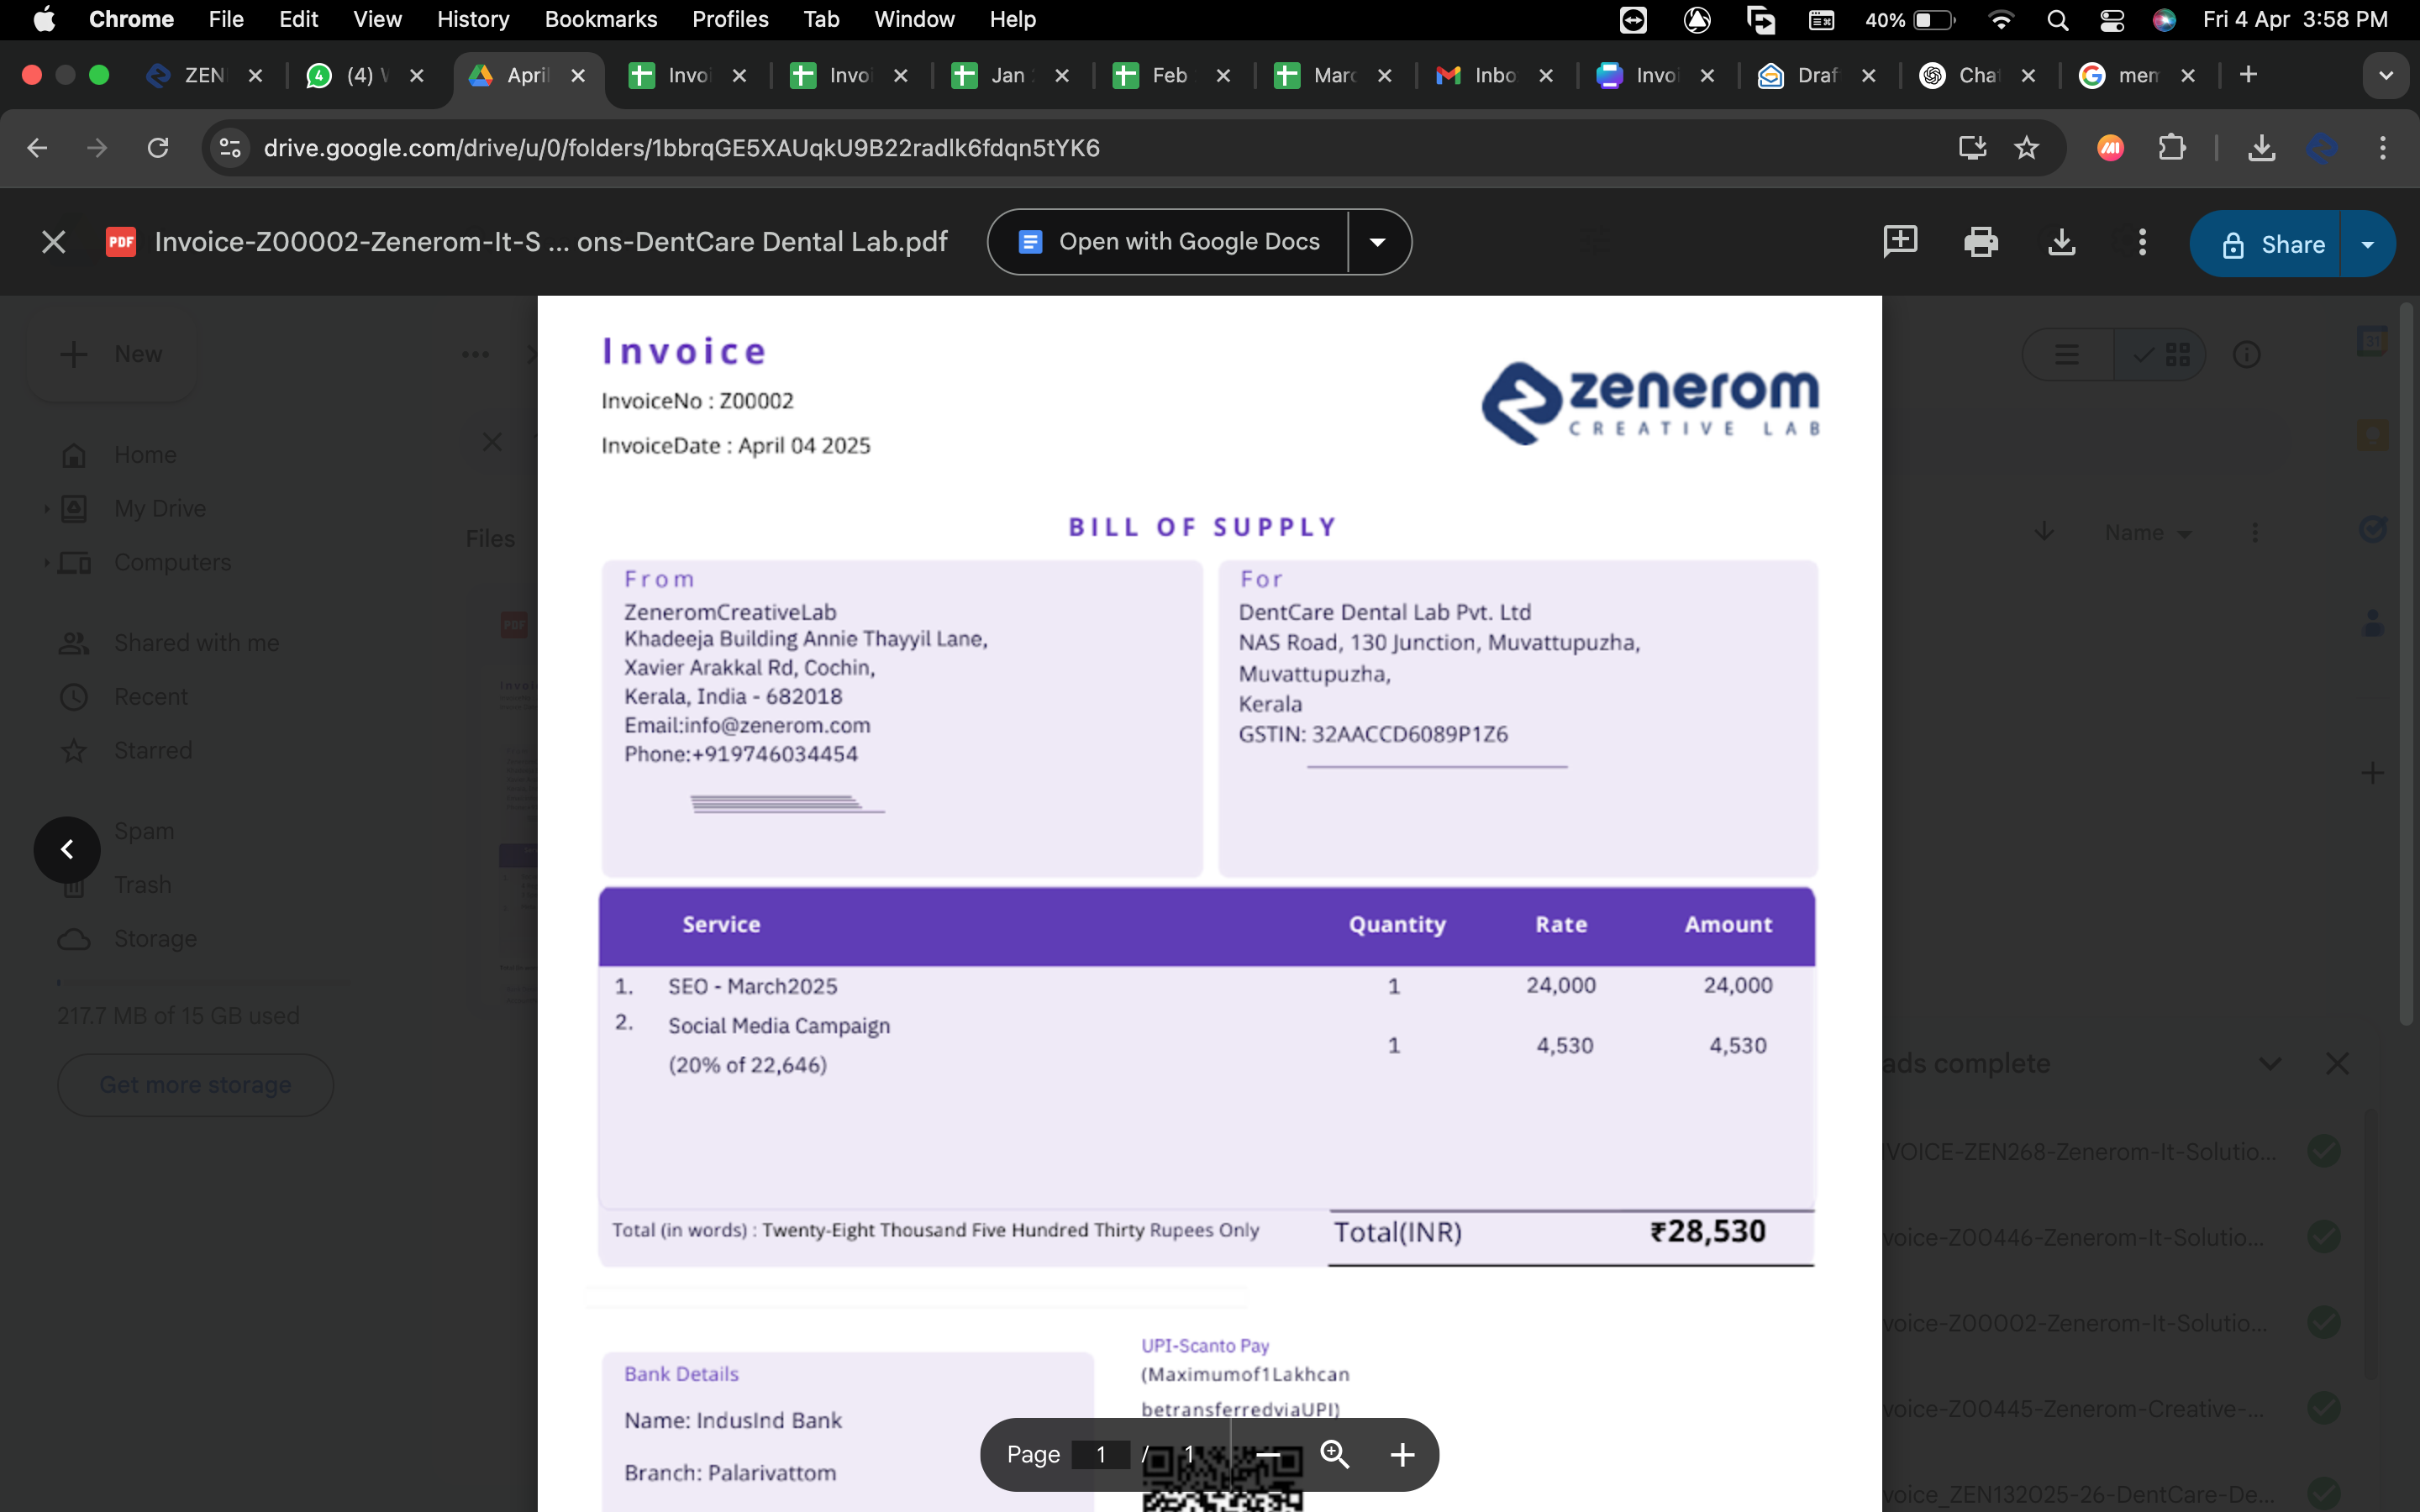 Chrome File Edit View History Bookmarks Profiles Tab Window Help 40% Fri 4 Apr 3:58 PM
ZEN (4) April Invoi Invoi Jan Feb Marc Inbo Invoi Draf Cha mem
drive.google.com/drive/u/0/folders/1bbrqGE5XAUqkU9B22radlk6fdqn5tYK6
PDF Invoice-Z00002-Zenerom-It-S ... ons-DentCare Dental Lab.pdf Open with Google Docs Share
New
Home
My Drive
Computers
Shared with me
Recent
Starred
Spam
Trash
Storage
217.7 MB of 15 GB used
Get more storage
Files
Name
Invoice
InvoiceNo : Z00002
InvoiceDate : April 04 2025
zenerom
CREATIVE LAB
BILL OF SUPPLY
From
ZeneromCreativeLab
Khadeeja Building Annie Thayyil Lane,
Xavier Arakkal Rd, Cochin,
Kerala, India - 682018
Email:info@zenerom.com
Phone:+919746034454
For
DentCare Dental Lab Pvt. Ltd
NAS Road, 130 Junction, Muvattupuzha,
Muvattupuzha,
Kerala
GSTIN: 32AACCD6089P1Z6
Service Quantity Rate Amount
1. SEO - March2025 1 24,000 24,000
2. Social Media Campaign
(20% of 22,646) 1 4,530 4,530
Total (in words) : Twenty-Eight Thousand Five Hundred Thirty Rupees Only Total(INR) ₹28,530
Bank Details
Name: IndusInd Bank
Branch: Palarivattom
UPI-Scanto Pay
(Maximumof1Lakhcan
betransferredviaUPI)
Page 1 / 1
ads complete
VOICE-ZEN268-Zenerom-It-Solutio...
voice-Z00446-Zenerom-It-Solutio...
voice-Z00002-Zenerom-It-Solutio...
voice-Z00445-Zenerom-Creative-...
voice_ZEN132025-26-DentCare-De...